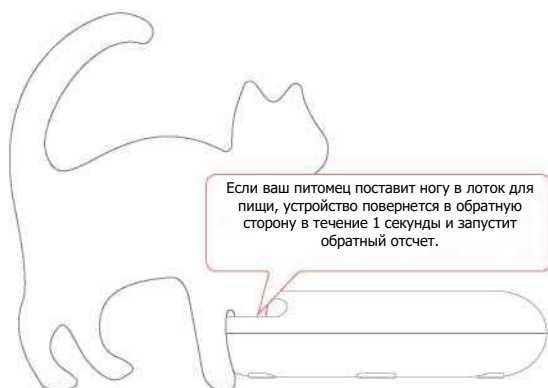 Если ваш питомец поставит ногу в лоток для
пищи, устройство повернется в обратную
сторону в течение 1 секунды и запустит
обратный отсчет.